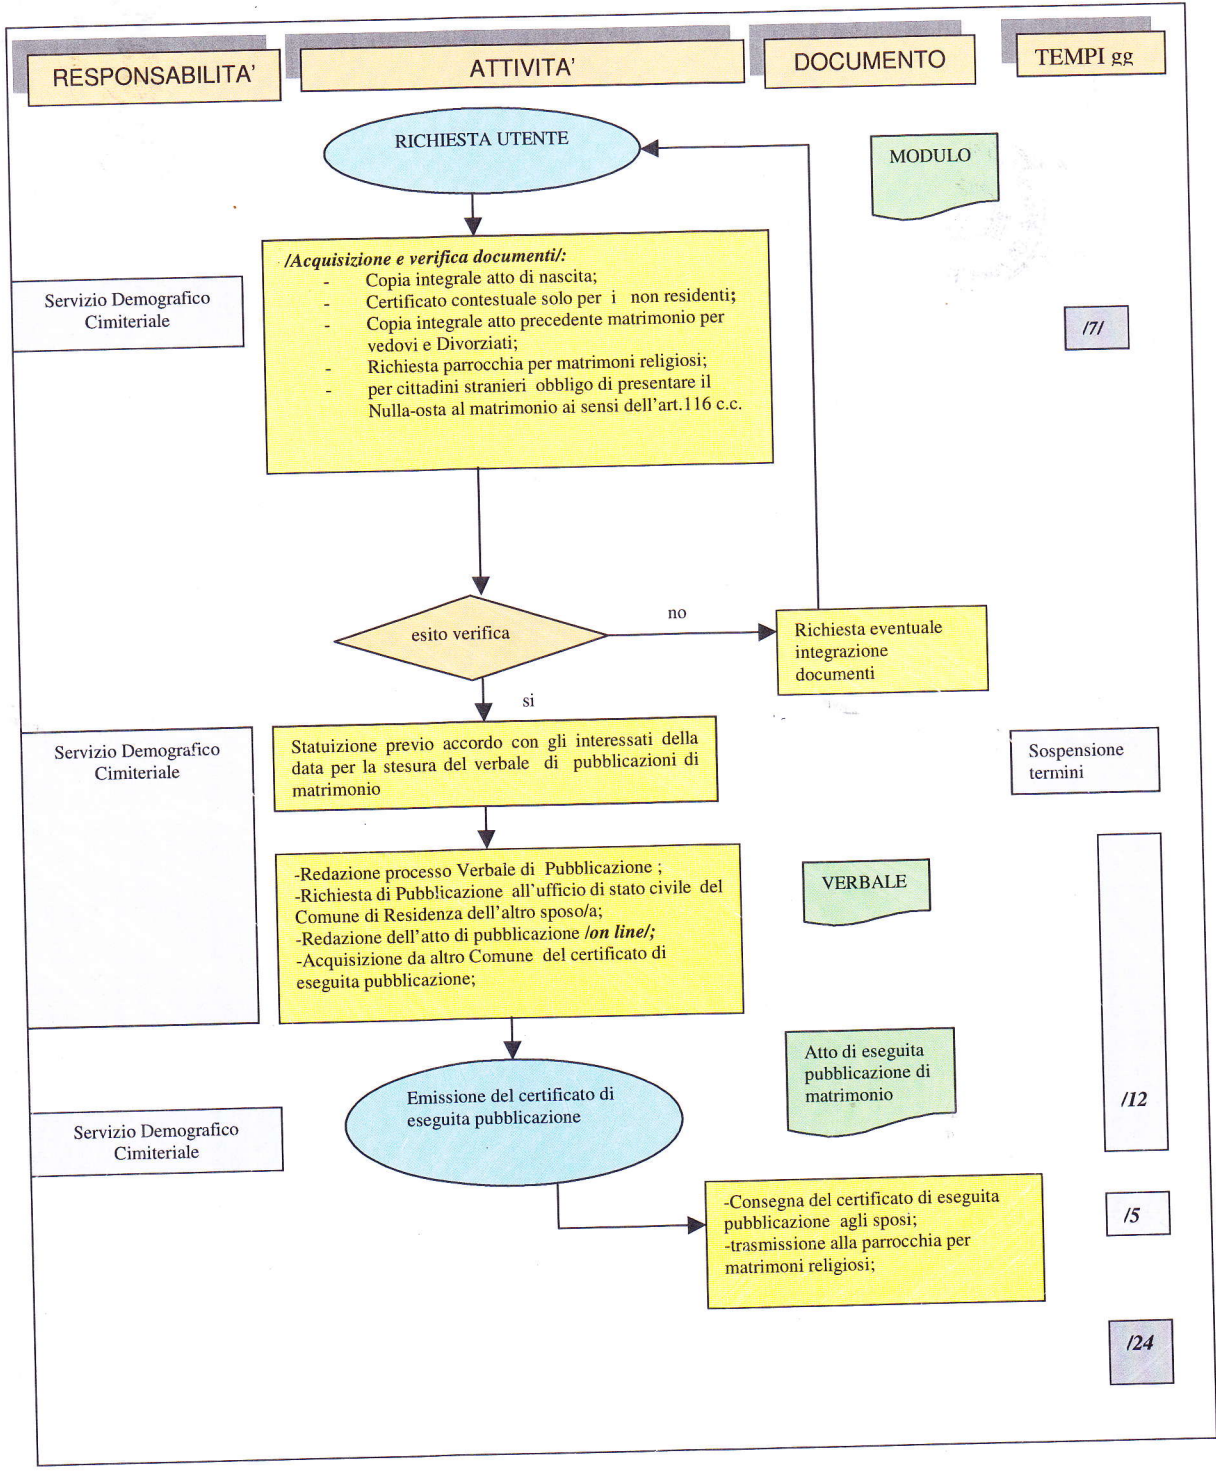 RESPONSABILITA'
ATTIVITA'
DOCUMENTO
TEMPI gg
RICHIESTA UTENTE
MODULO
/Acquisizione e verifica documenti/:
- Copia integrale atto di nascita;
- Certificato contestuale solo per i non residenti;
- Copia integrale atto precedente matrimonio per
vedovi e Divorziati;
- Richiesta parrocchia per matrimoni religiosi;
- per cittadini stranieri obbligo di presentare il
Nulla-osta al matrimonio ai sensi dell'art.116 c.c.
Servizio Demografico
Cimiteriale
/7/
esito verifica
no
Richiesta eventuale
integrazione
documenti
si
Servizio Demografico
Cimiteriale
Statuizione previo accordo con gli interessati della
data per la stesura del verbale di pubblicazioni di
matrimonio
Sospensione
termini
-Redazione processo Verbale di Pubblicazione ;
-Richiesta di Pubblicazione all'ufficio di stato civile del
Comune di Residenza dell'altro sposo/a;
-Redazione dell'atto di pubblicazione /on line/;
-Acquisizione da altro Comune del certificato di
eseguita pubblicazione;
VERBALE
Atto di eseguita
pubblicazione di
matrimonio
/12
Emissione del certificato di
eseguita pubblicazione
Servizio Demografico
Cimiteriale
-Consegna del certificato di eseguita
pubblicazione agli sposi;
-trasmissione alla parrocchia per
matrimoni religiosi;
/5
/24